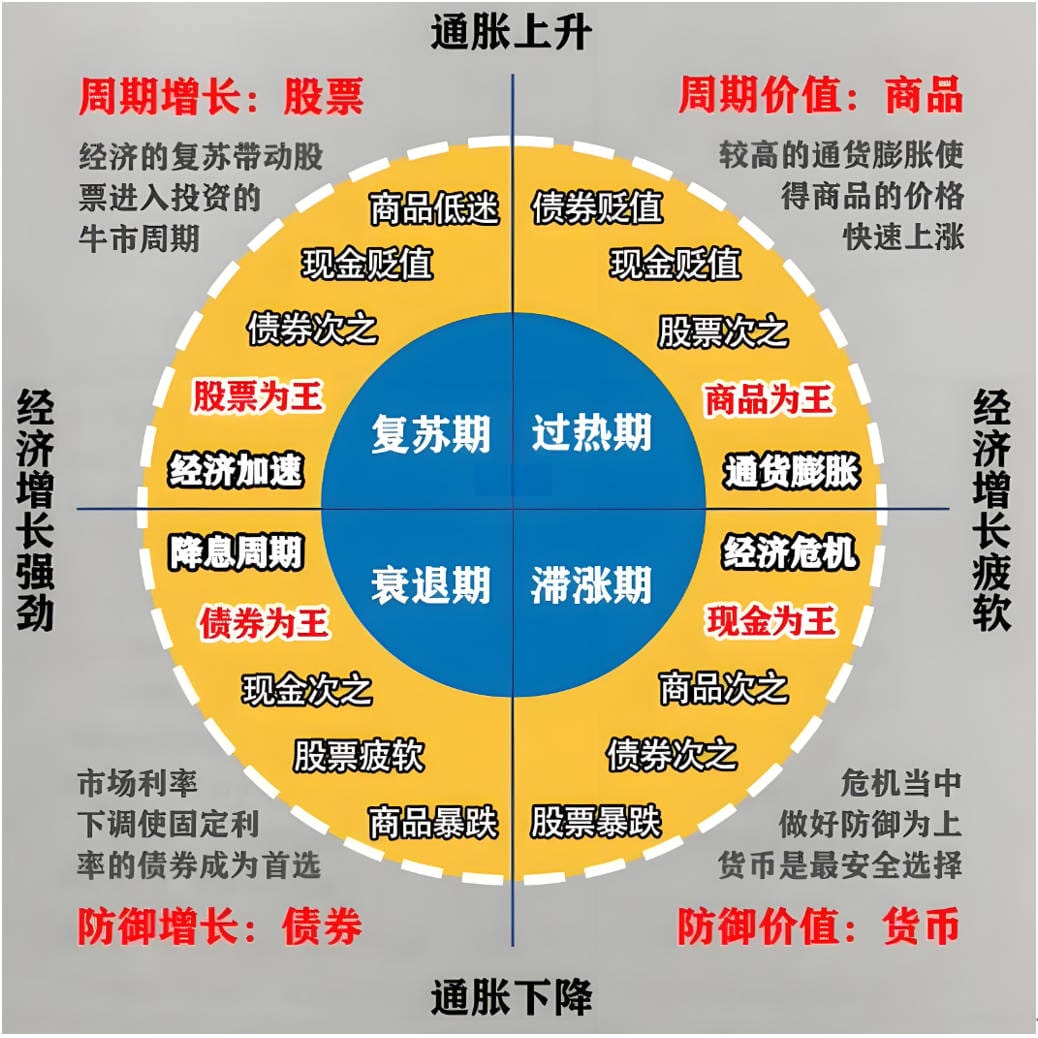 通胀上升
周期增长：股票
经济的复苏带动股
票进入投资的
牛市周期
周期价值：商品
较高的通货膨胀使
得商品的价格
快速上涨
商品低迷
现金贬值
债券次之
股票为王
经济加速
债券贬值
现金贬值
股票次之
商品为王
通货膨胀
复苏期
过热期
经济增长强劲
经济增长疲软
衰退期
滞涨期
降息周期
债券为王
现金次之
股票疲软
商品暴跌
经济危机
现金为王
商品次之
债券次之
股票暴跌
市场利率
下调使固定利
率的债券成为首选
防御增长：债券
危机当中
做好防御为上
货币是最安全选择
防御价值：货币
通胀下降